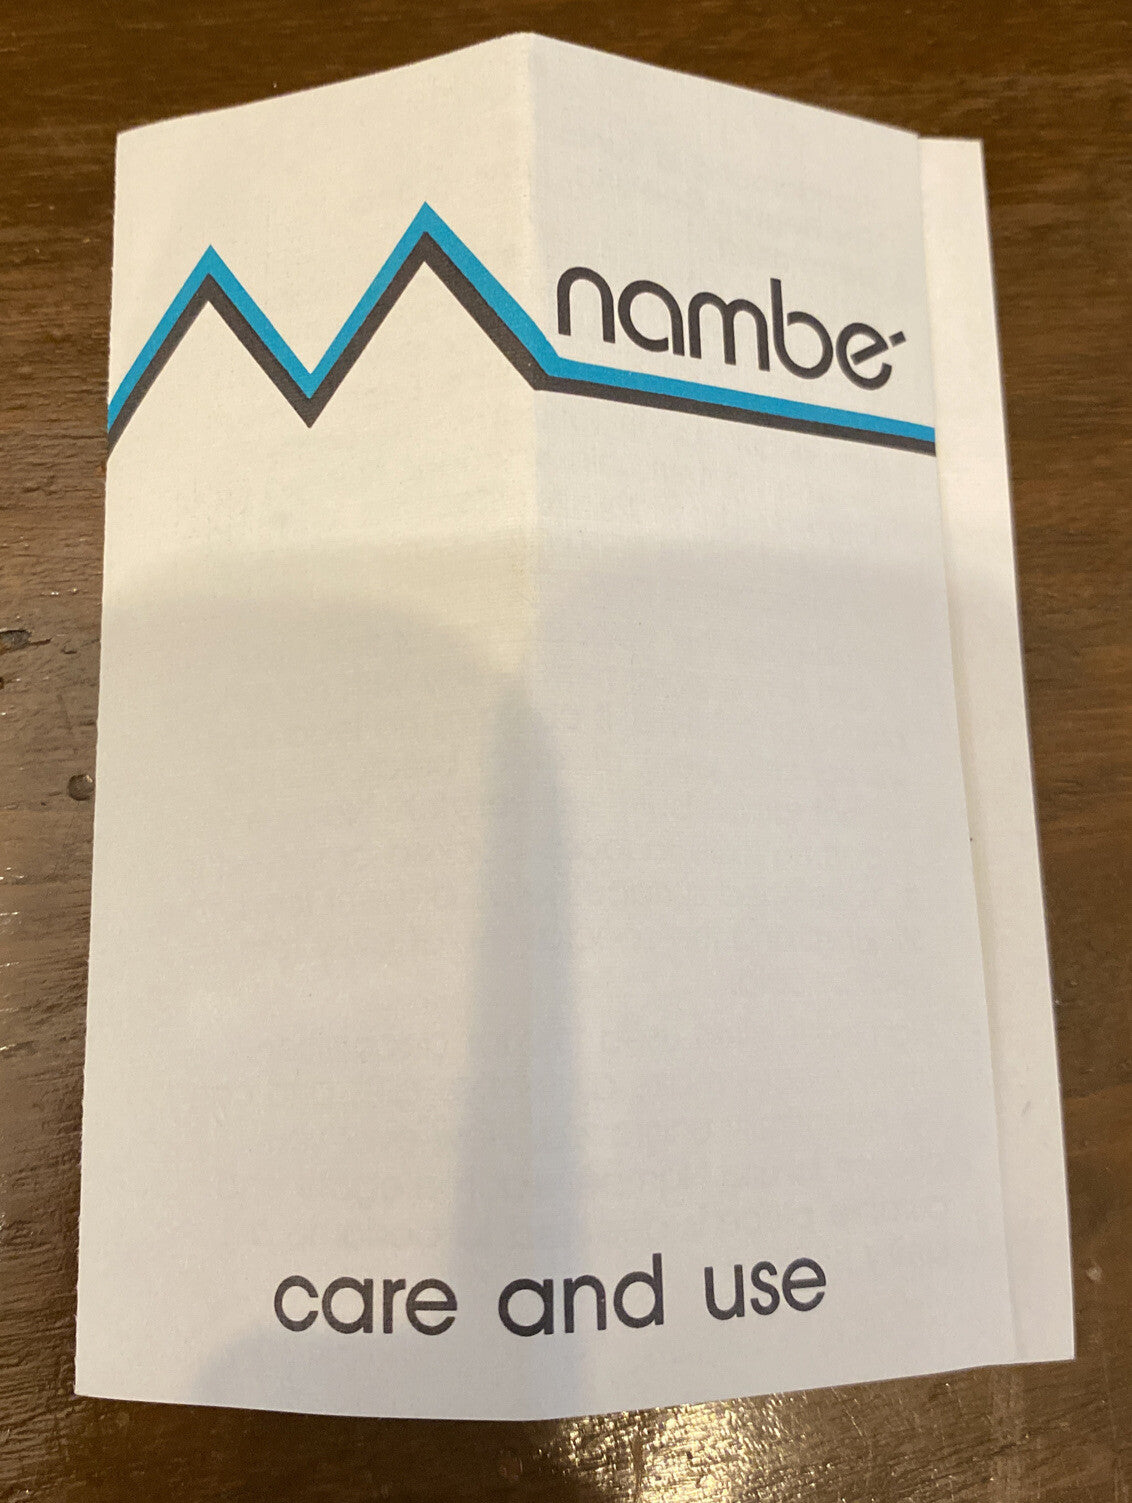 nambé
care and use